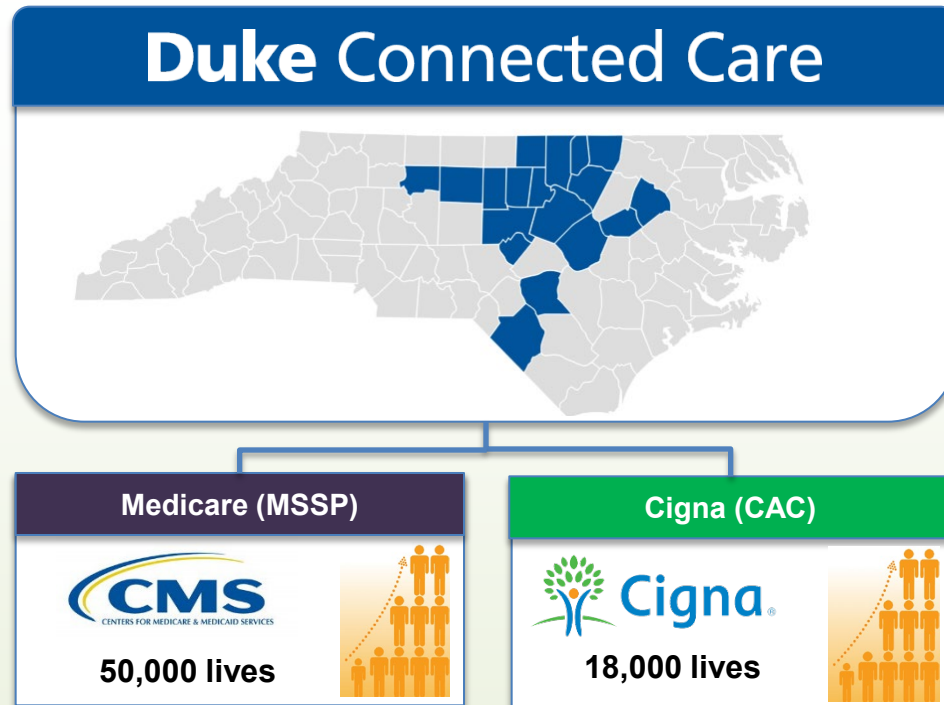 Duke Connected Care
Medicare (MSSP)
CMS
CENTERS FOR MEDICARE & MEDICAID SERVICES
50,000 lives
Cigna (CAC)
Cigna®
18,000 lives